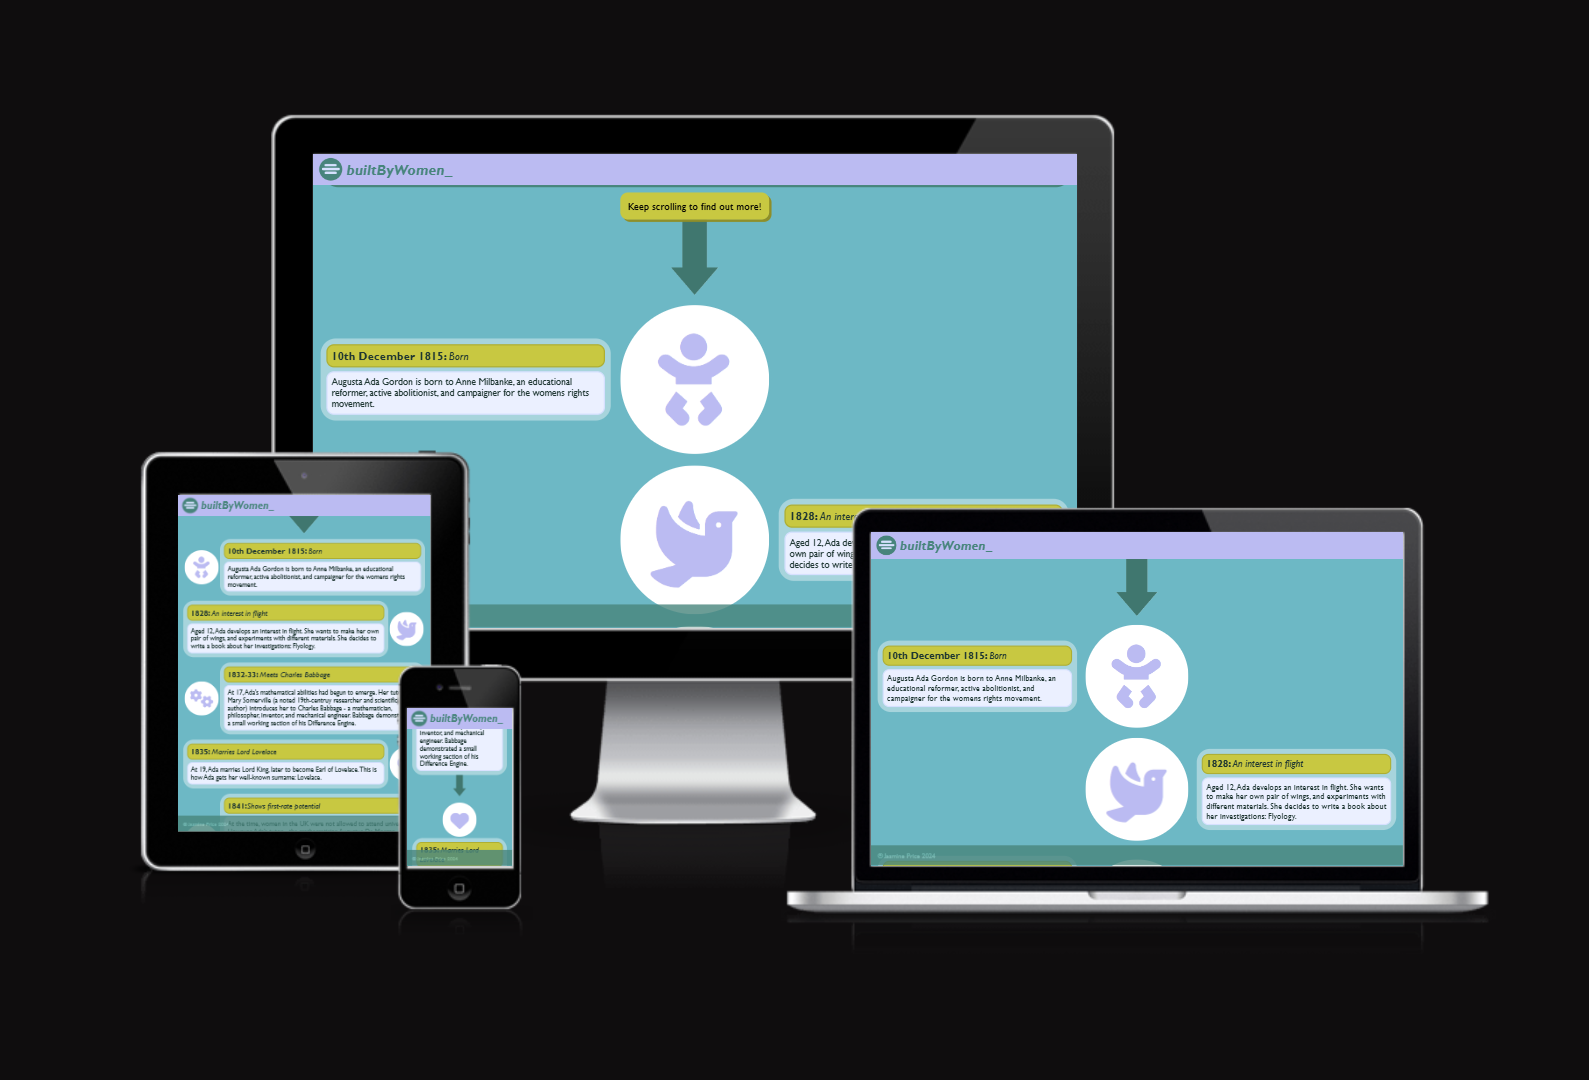 builtByWomen_
Keep scrolling to find out more!
10th December 1815: Born
Augusta Ada Gordon is born to Anne Milbanke, an educational
reformer, active abolitionist, and campaigner for the womens rights
movement.
1828: An inter
Aged 12, Ada de
own pair of wing
decides to write
builtByWomen_
10th December 1815: Born
Augusta Ada Gordon is born to Anne Milbanke, an educational
reformer, active abolitionist, and campaigner for the womens rights
movement.
1828: An interest in flight
Aged 12, Ada develops an interest in flight. She wants to make her own
pair of wings, and experiments with different materials. She decides to
write a book about her investigations: Flyology.
1832-33: Meets Charles Babbage
At 17, Ada's mathematical abilities had begun to emerge. Her tut
Mary Somerville (a noted 19th-centruy researcher and scientific
author) introduces her to Charles Babbage - a mathematician,
philosopher, inventor, and mechanical engineer. Babbage demonst
a small working section of his Difference Engine.
1835: Marries Lord Lovelace
At 19, Ada marries Lord King, later to become Earl of Lovelace. This is
how Ada gets her well-known surname: Lovelace.
1841: Shows first-rate potential
At the time, women in the UK were not allowed to attend
builtByWomen_
inventor, and mechanical
engineer. Babbage
demonstrated a small
working section of his
Difference Engine.
1835: Marries Lord
builtByWomen_
10th December 1815: Born
Augusta Ada Gordon is born to Anne Milbanke, an
educational reformer, active abolitionist, and
campaigner for the womens rights movement.
1828: An interest in flight
Aged 12, Ada develops an interest in flight. She wants
to make her own pair of wings, and experiments with
different materials. She decides to write a book about
her investigations: Flyology.
Price 2024